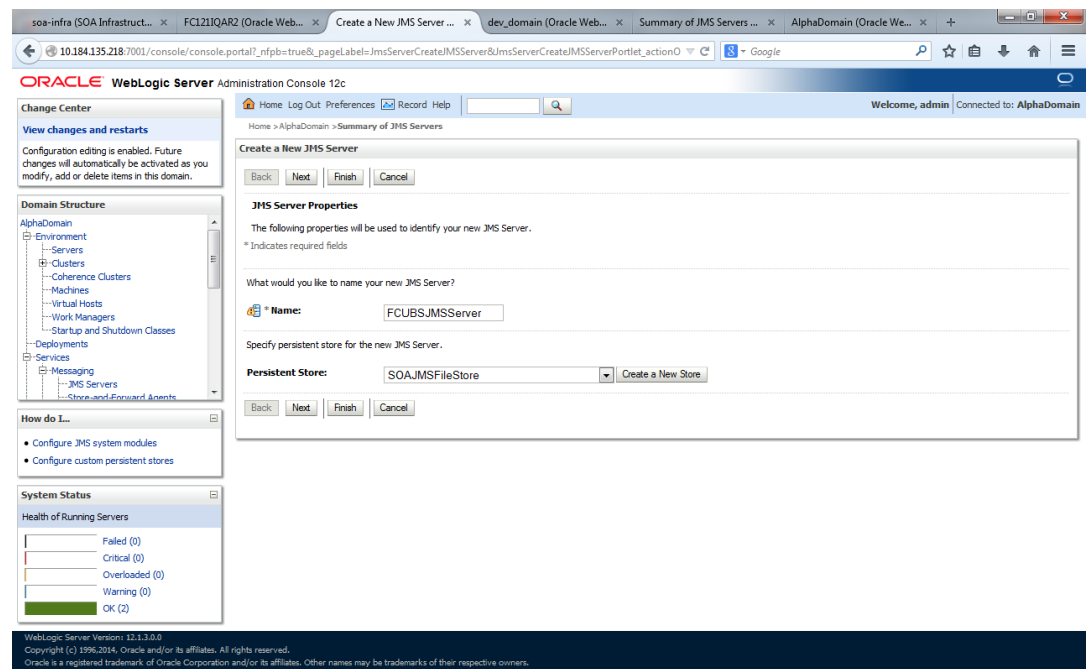 soa-infra (SOA Infrastruct... × FC121IQAR2 (Oracle Web... × Create a New JMS Server ... × dev_domain (Oracle Web... × Summary of JMS Servers ... × AlphaDomain (Oracle We... × +
10.184.135.218:7001/console/console.portal?_nfpb=true&_pageLabel=JmsServerCreateJMSServer&JmsServerCreateJMSServerPortlet_actionO Google
ORACLE WebLogic Server Administration Console 12c
Change Center
View changes and restarts
Configuration editing is enabled. Future
changes will automatically be activated as you
modify, add or delete items in this domain.
Domain Structure
AlphaDomain
Environment
Servers
Clusters
Coherence Clusters
Machines
Virtual Hosts
Work Managers
Startup and Shutdown Classes
Deployments
Services
Messaging
JMS Servers
Store-and-Forward Agents
How do I...
• Configure JMS system modules
• Configure custom persistent stores
System Status
Health of Running Servers
Failed (0)
Critical (0)
Overloaded (0)
Warning (0)
OK (2)
Home Log Out Preferences Record Help
Welcome, admin Connected to: AlphaDomain
Home >AlphaDomain >Summary of JMS Servers
Create a New JMS Server
Back Next Finish Cancel
JMS Server Properties
The following properties will be used to identify your new JMS Server.
* Indicates required fields
What would you like to name your new JMS Server?
* Name: FCUBSJMSServer
Specify persistent store for the new JMS Server.
Persistent Store: SOAJMSFileStore Create a New Store
Back Next Finish Cancel
WebLogic Server Version: 12.1.3.0.0
Copyright (c) 1996,2014, Oracle and/or its affiliates. All rights reserved.
Oracle is a registered trademark of Oracle Corporation and/or its affiliates. Other names may be trademarks of their respective owners.